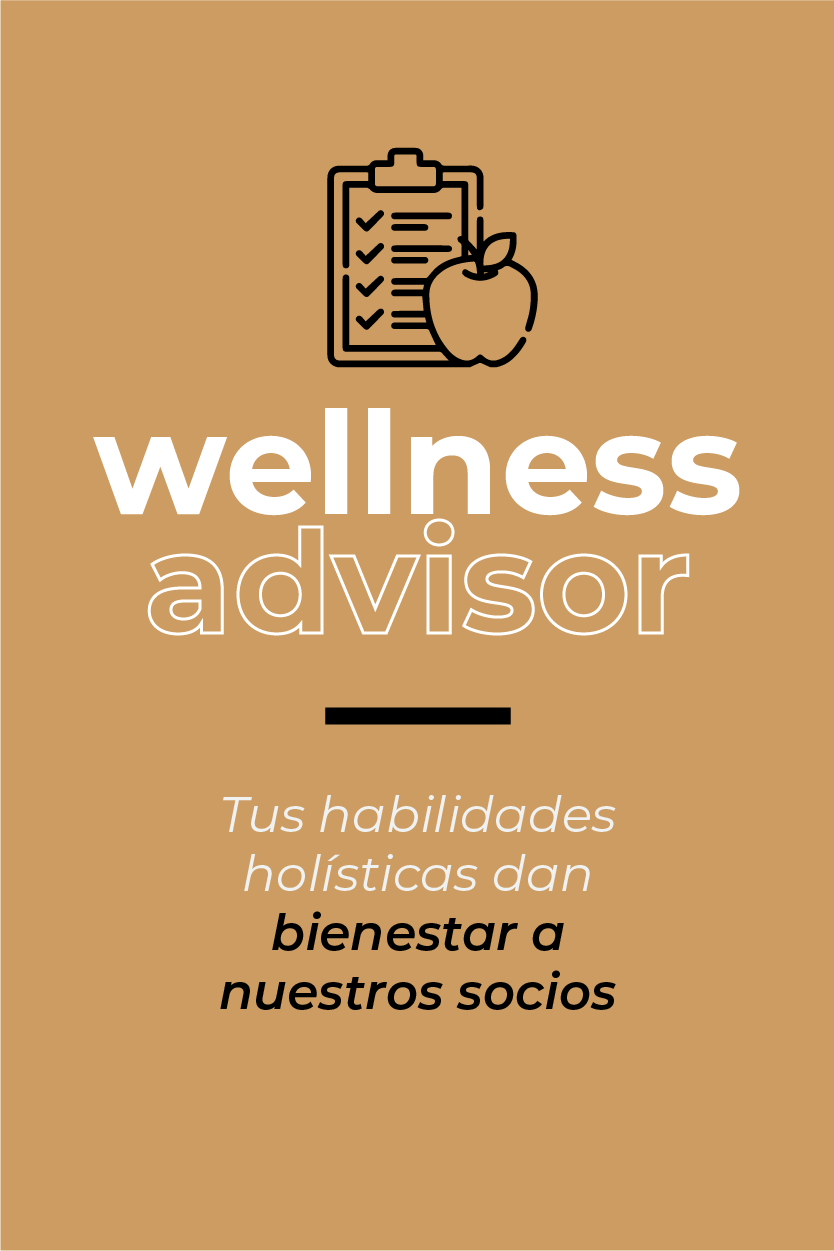 wellness
advisor
Tus habilidades
holísticas dan
bienestar a
nuestros socios